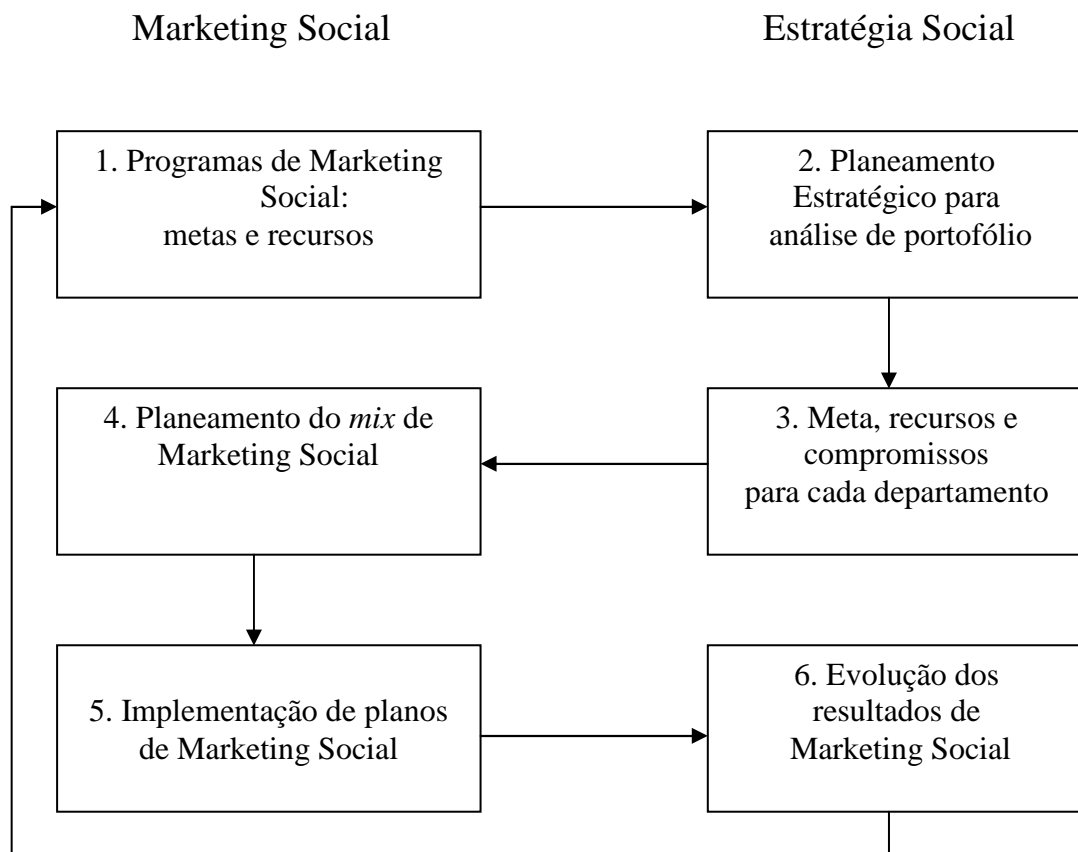 Marketing Social
Estratégia Social
1. Programas de Marketing
Social:
metas e recursos
2. Planeamento
Estratégico para
análise de portofólio
4. Planeamento do mix de
Marketing Social
3. Meta, recursos e
compromissos
para cada departamento
5. Implementação de planos
de Marketing Social
6. Evolução dos
resultados de
Marketing Social